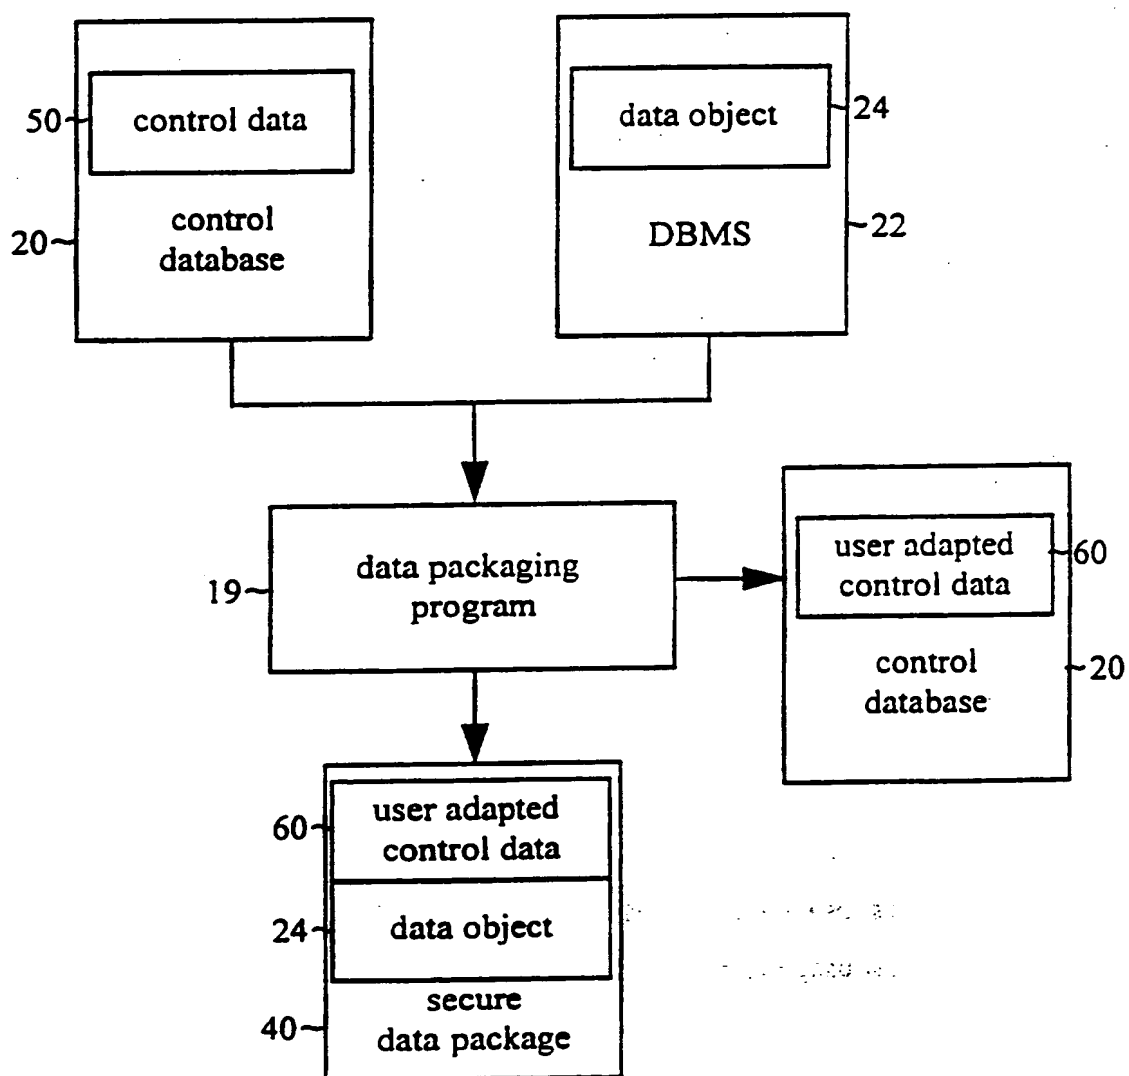 50
control data
data object
24
control
database
20
DBMS
22
data packaging
program
19
user adapted
control data
60
control
database
20
user adapted
control data
60
data object
24
secure
data package
40